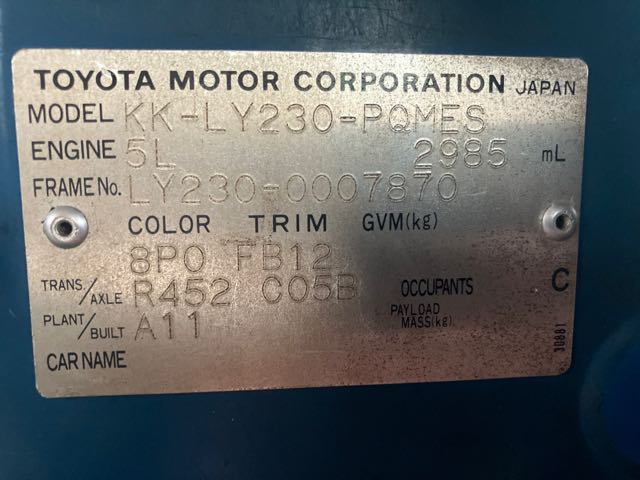 TOYOTA MOTOR CORPORATION JAPAN
MODEL KK-LY230-PQMES
ENGINE 5L 2985 mL
FRAME No. LY230-0007870
COLOR TRIM GVM(kg)
8P0 FB12
TRANS./AXLE R452 C05B OCCUPANTS C
PLANT/BUILT A11 PAYLOAD MASS(kg)
CAR NAME
30881